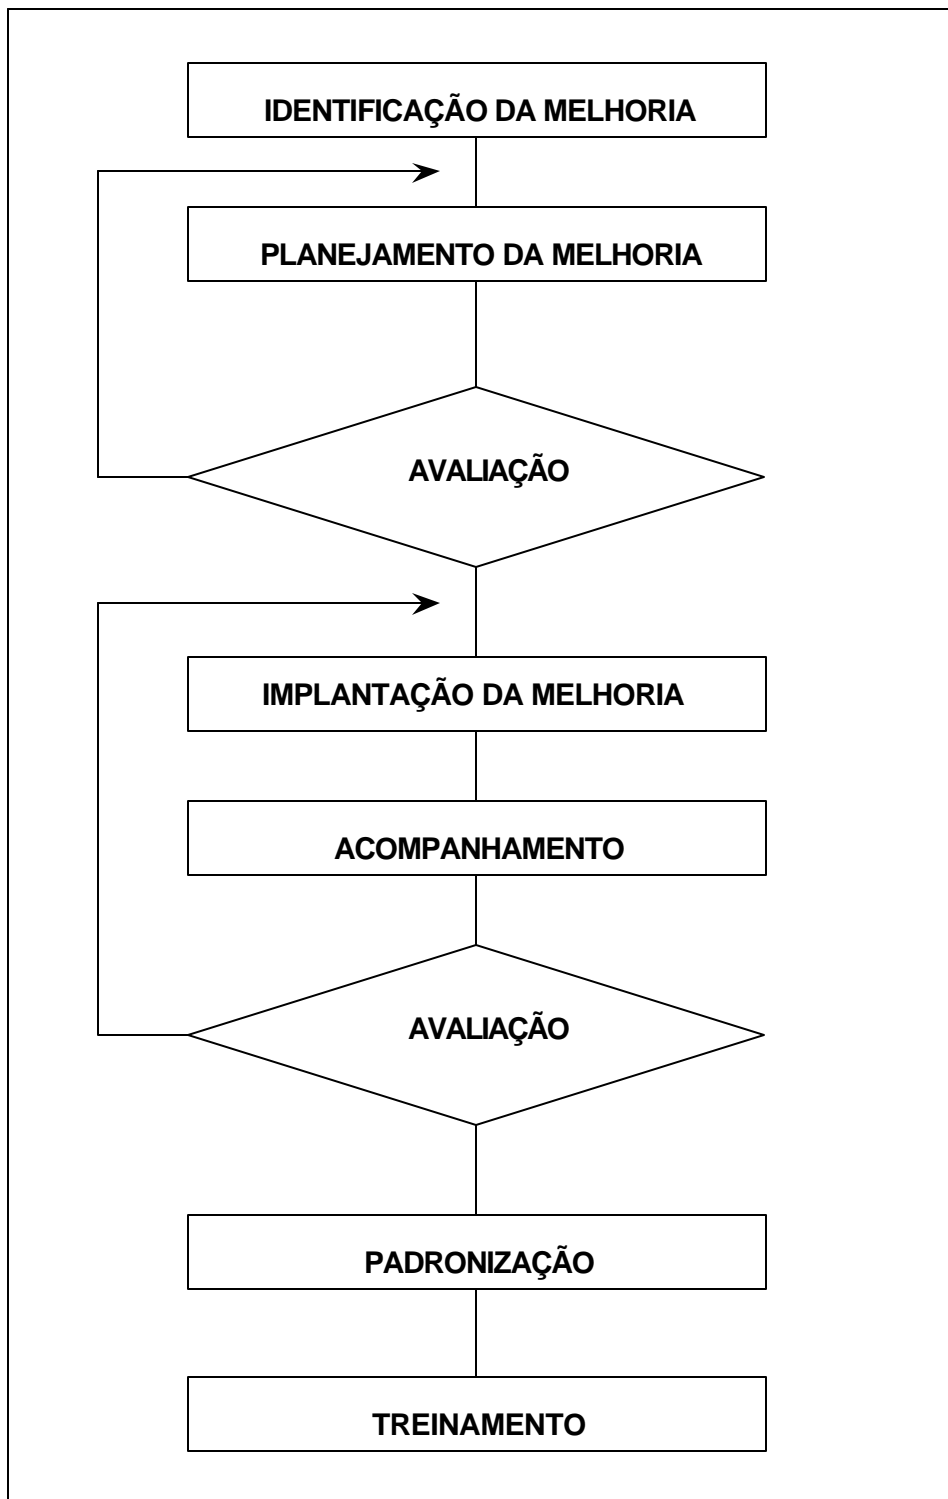 IDENTIFICAÇÃO DA MELHORIA
PLANEJAMENTO DA MELHORIA
AVALIAÇÃO
IMPLANTAÇÃO DA MELHORIA
ACOMPANHAMENTO
AVALIAÇÃO
PADRONIZAÇÃO
TREINAMENTO